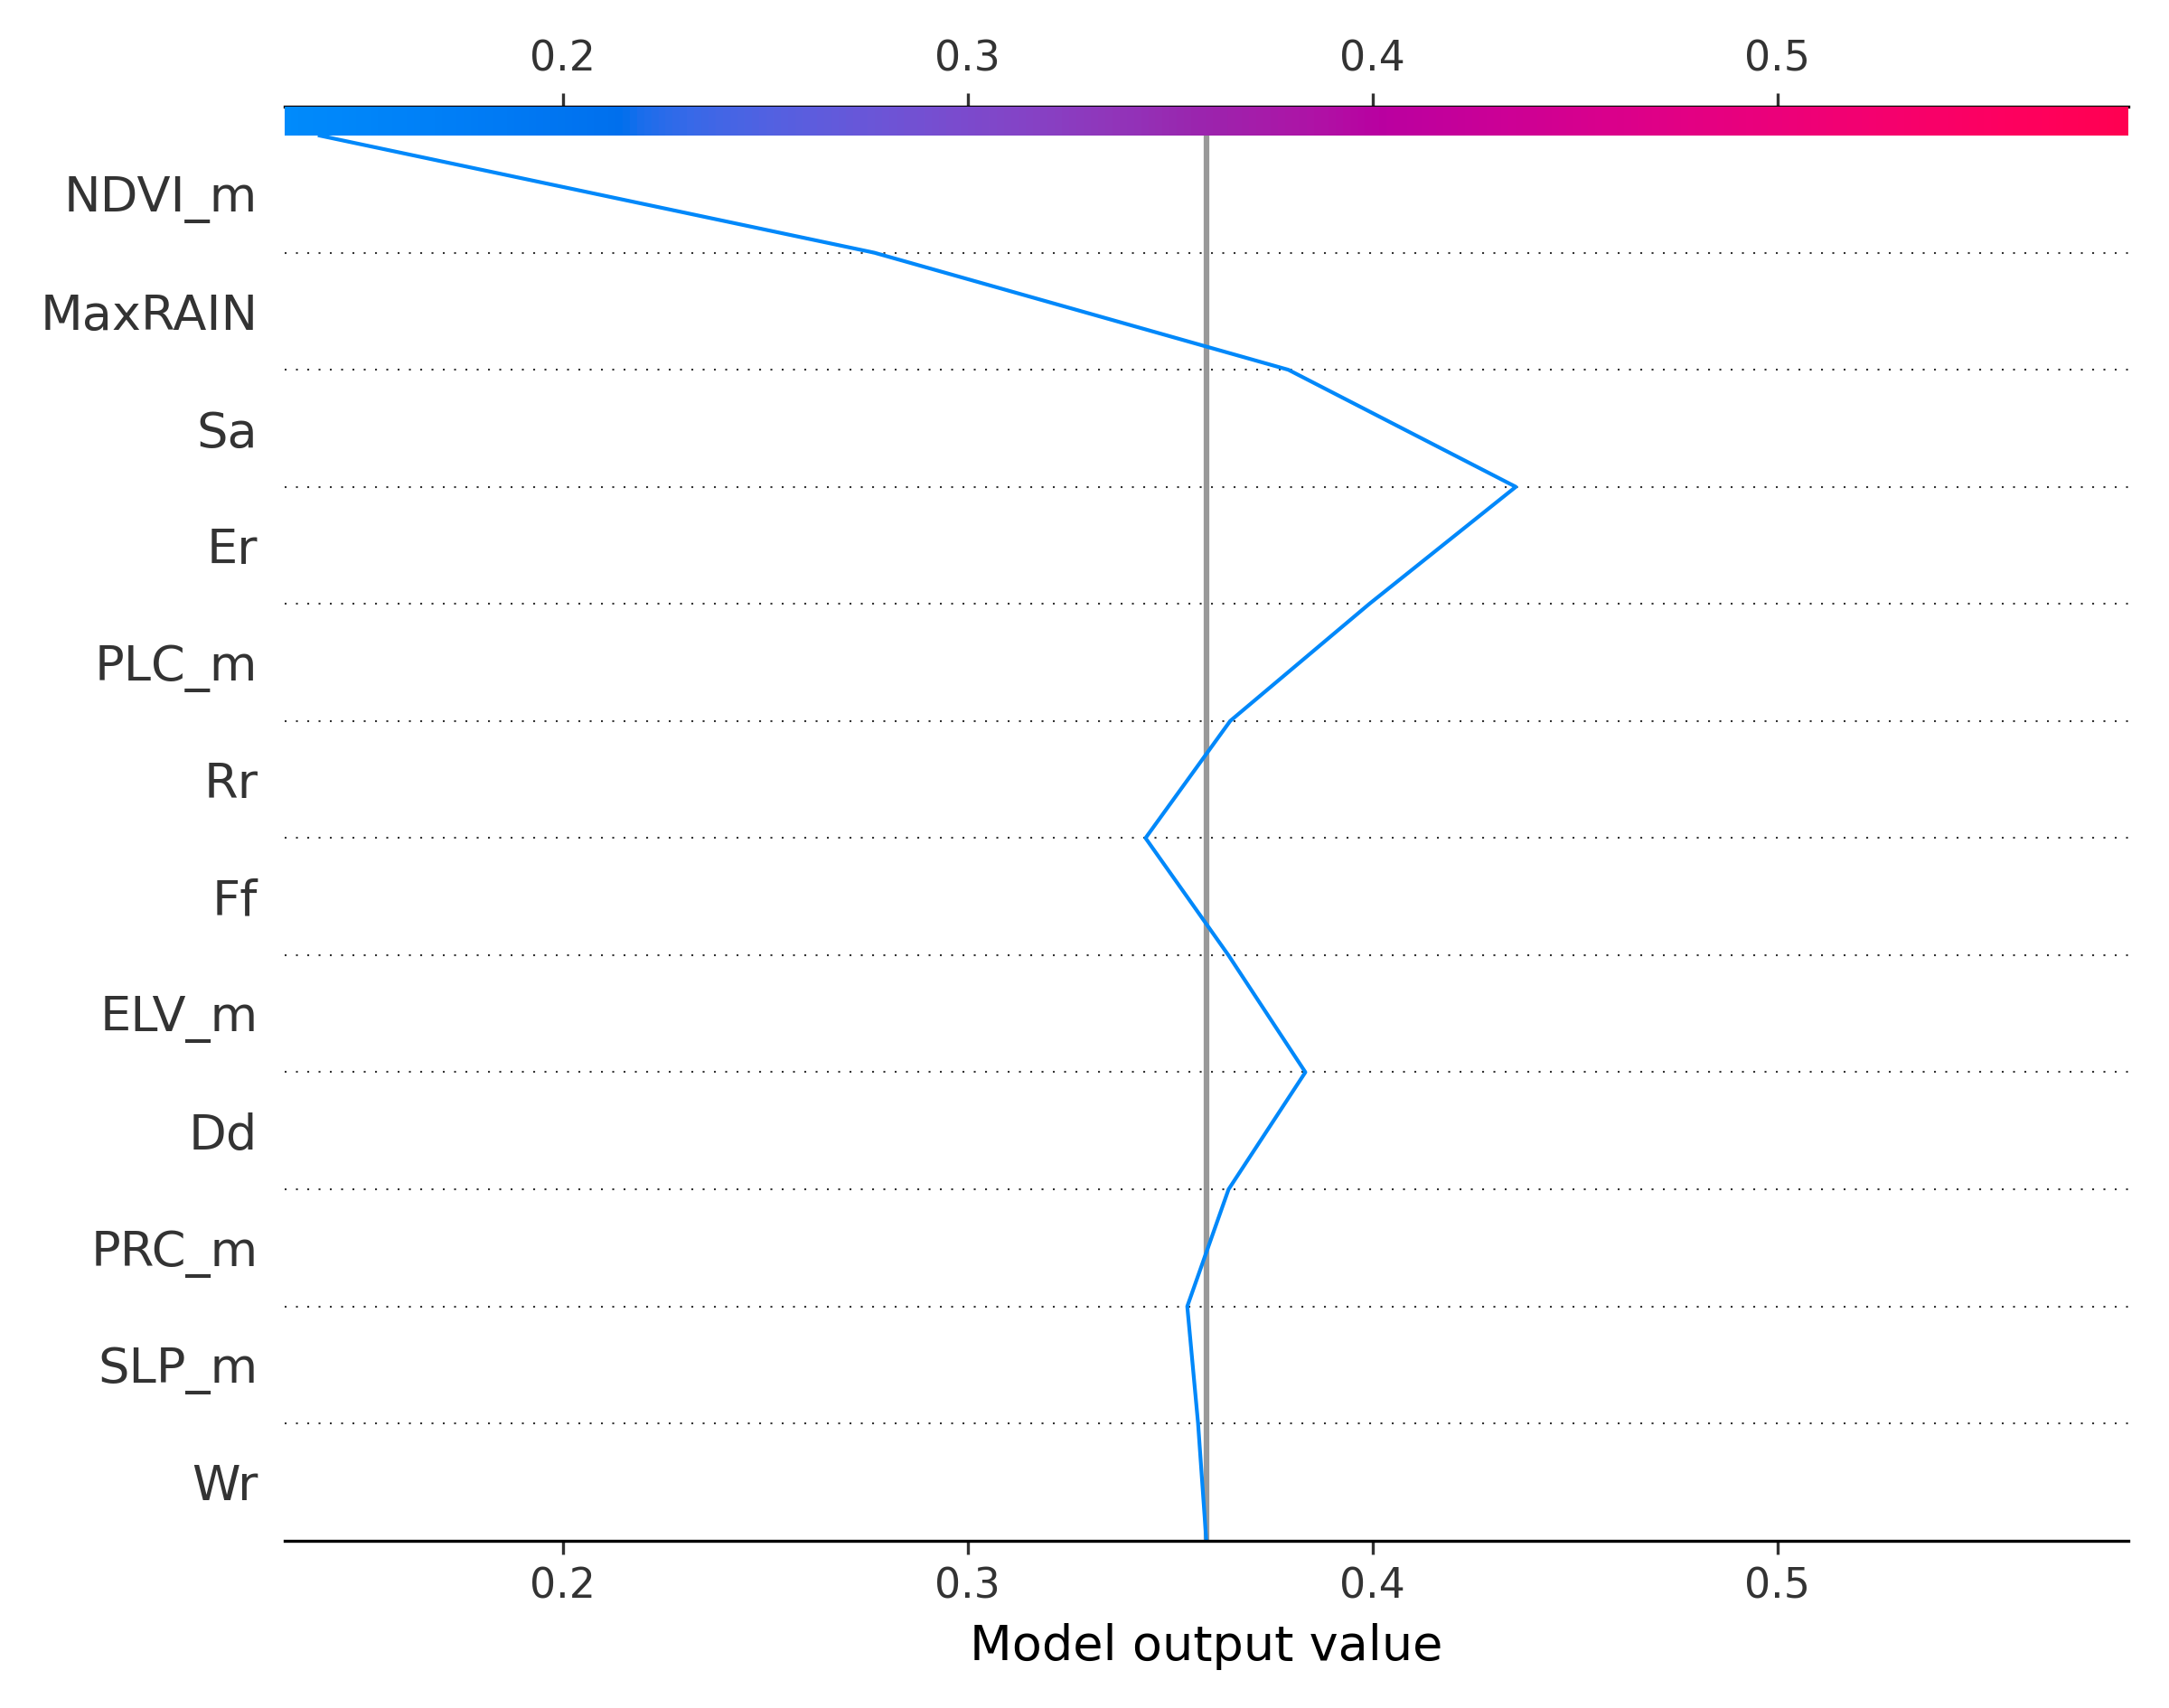 0.2 0.3 0.4 0.5
NDVI_m
MaxRAIN
Sa
Er
PLC_m
Rr
Ff
ELV_m
Dd
PRC_m
SLP_m
Wr
0.2 0.3 0.4 0.5
Model output value